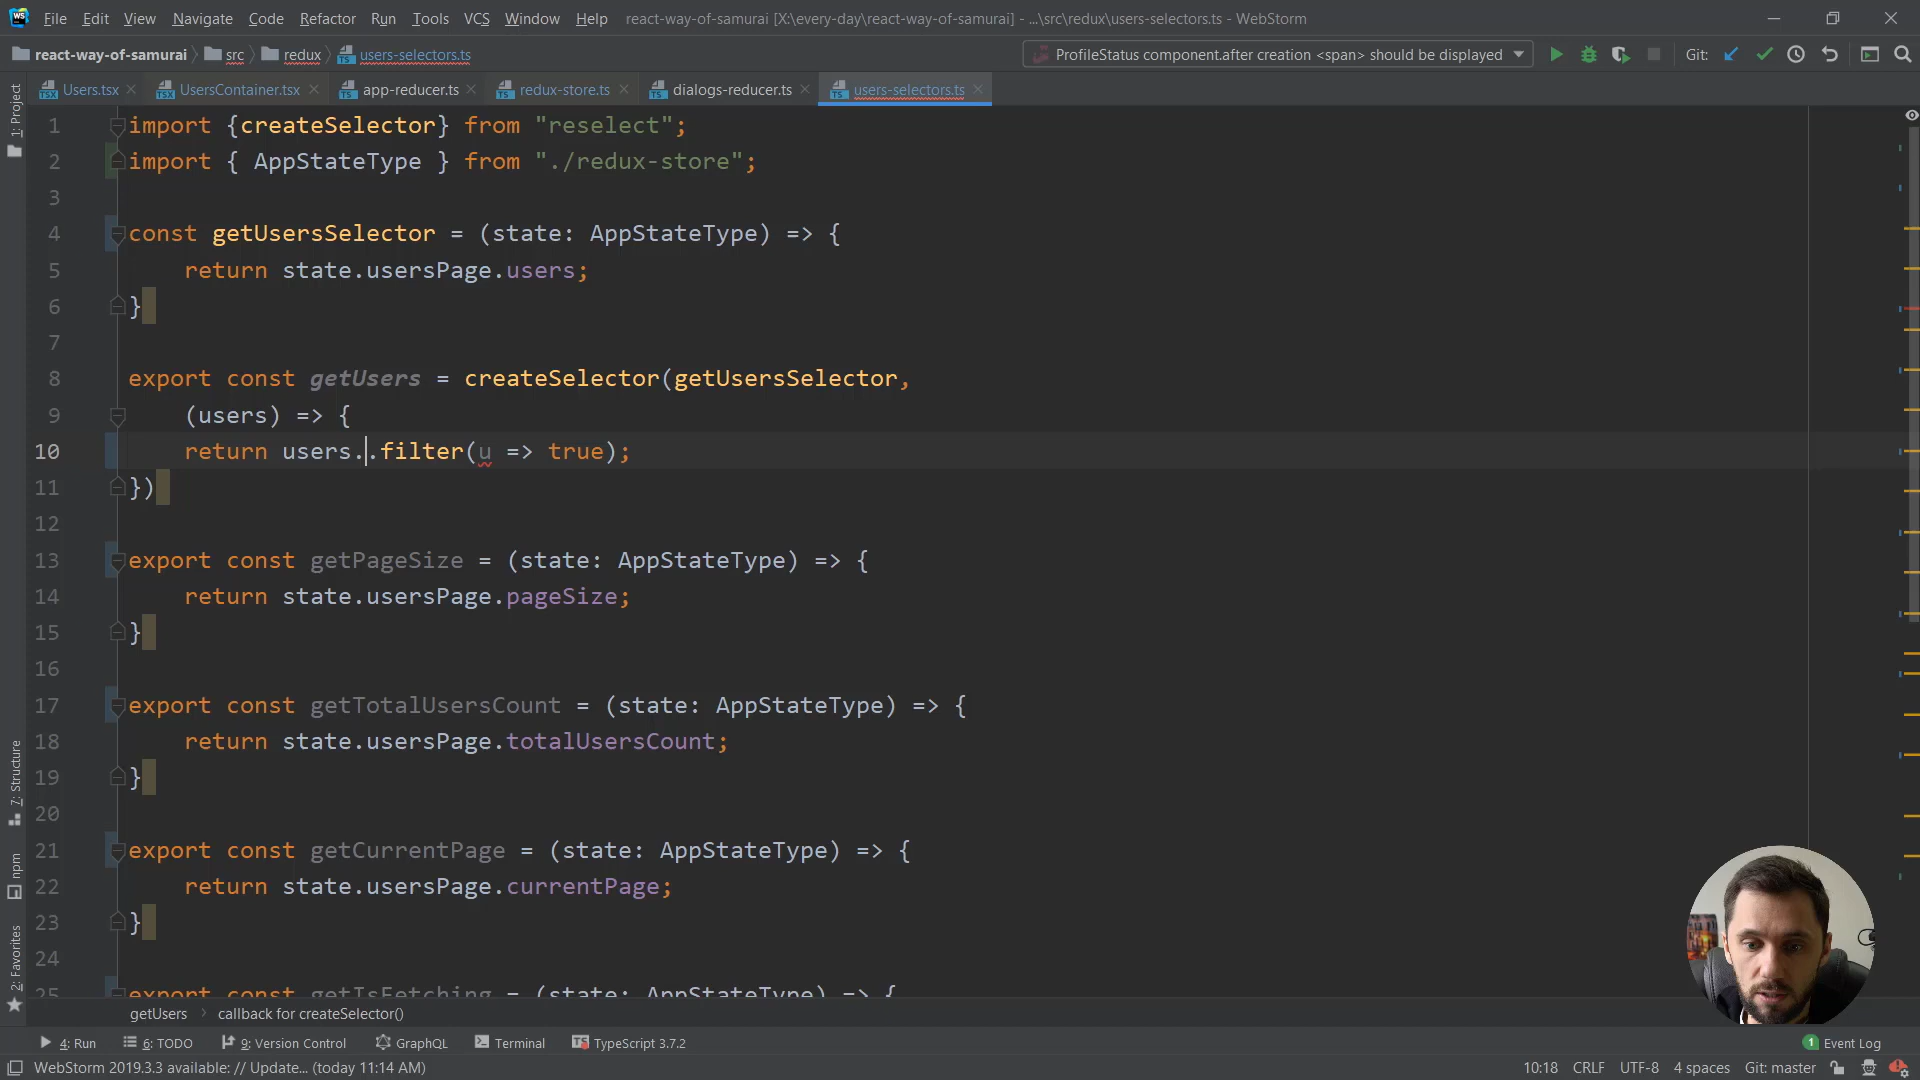 File Edit View Navigate Code Refactor Run Tools VCS Window Help react-way-of-samurai [X:\every-day\react-way-of-samurai] - ...\src\redux\users-selectors.ts - WebStorm
react-way-of-samurai src redux users-selectors.ts ProfileStatus component.after creation <span> should be displayed Git:
Users.tsx UsersContainer.tsx app-reducer.ts redux-store.ts dialogs-reducer.ts users-selectors.ts
1: Project
7: Structure
npm
2: Favorites
1 import {createSelector} from "reselect";
2 import { AppStateType } from "./redux-store";
3
4 const getUsersSelector = (state: AppStateType) => {
5 return state.usersPage.users;
6 }
7
8 export const getUsers = createSelector(getUsersSelector,
9 (users) => {
10 return users..filter(u => true);
11 })
12
13 export const getPageSize = (state: AppStateType) => {
14 return state.usersPage.pageSize;
15 }
16
17 export const getTotalUsersCount = (state: AppStateType) => {
18 return state.usersPage.totalUsersCount;
19 }
20
21 export const getCurrentPage = (state: AppStateType) => {
22 return state.usersPage.currentPage;
23 }
24
25 export const getIsFetching = (state: AppStateType) => {
getUsers callback for createSelector()
4: Run 6: TODO 9: Version Control GraphQL Terminal TypeScript 3.7.2 1 Event Log
WebStorm 2019.3.3 available: // Update... (today 11:14 AM) 10:18 CRLF UTF-8 4 spaces Git: master